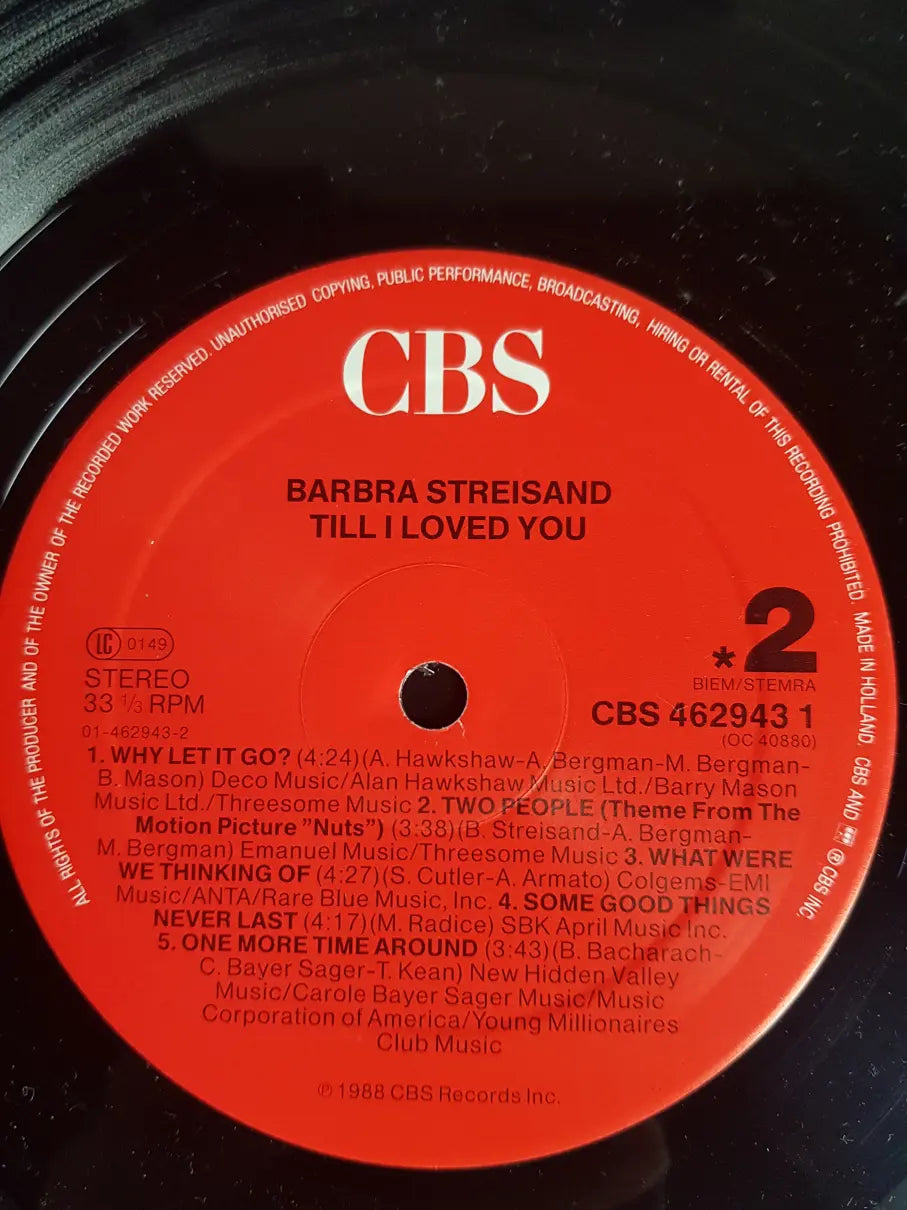 ALL RIGHTS OF THE PRODUCER AND OF THE OWNER OF THE RECORDED WORK RESERVED. UNAUTHORISED COPYING, PUBLIC PERFORMANCE, BROADCASTING, HIRING OR RENTAL OF THIS RECORDING PROHIBITED. MADE IN HOLLAND. CBS AND ® CBS INC.
CBS
BARBRA STREISAND
TILL I LOVED YOU
LC 0149
STEREO
33 1/3 RPM
01-462943-2
*2
BIEM/STEMRA
CBS 462943 1
(OC 40880)
1. WHY LET IT GO? (4:24)(A. Hawkshaw-A. Bergman-M. Bergman-
B. Mason) Deco Music/Alan Hawkshaw Music Ltd./Barry Mason
Music Ltd./Threesome Music 2. TWO PEOPLE (Theme From The
Motion Picture ”Nuts”) (3:38)(B. Streisand-A. Bergman-
M. Bergman) Emanuel Music/Threesome Music 3. WHAT WERE
WE THINKING OF (4:27)(S. Cutler-A. Armato) Colgems-EMI
Music/ANTA/Rare Blue Music, Inc. 4. SOME GOOD THINGS
NEVER LAST (4:17)(M. Radice) SBK April Music Inc.
5. ONE MORE TIME AROUND (3:43)(B. Bacharach-
C. Bayer Sager-T. Kean) New Hidden Valley
Music/Carole Bayer Sager Music/Music
Corporation of America/Young Millionaires
Club Music
℗ 1988 CBS Records Inc.